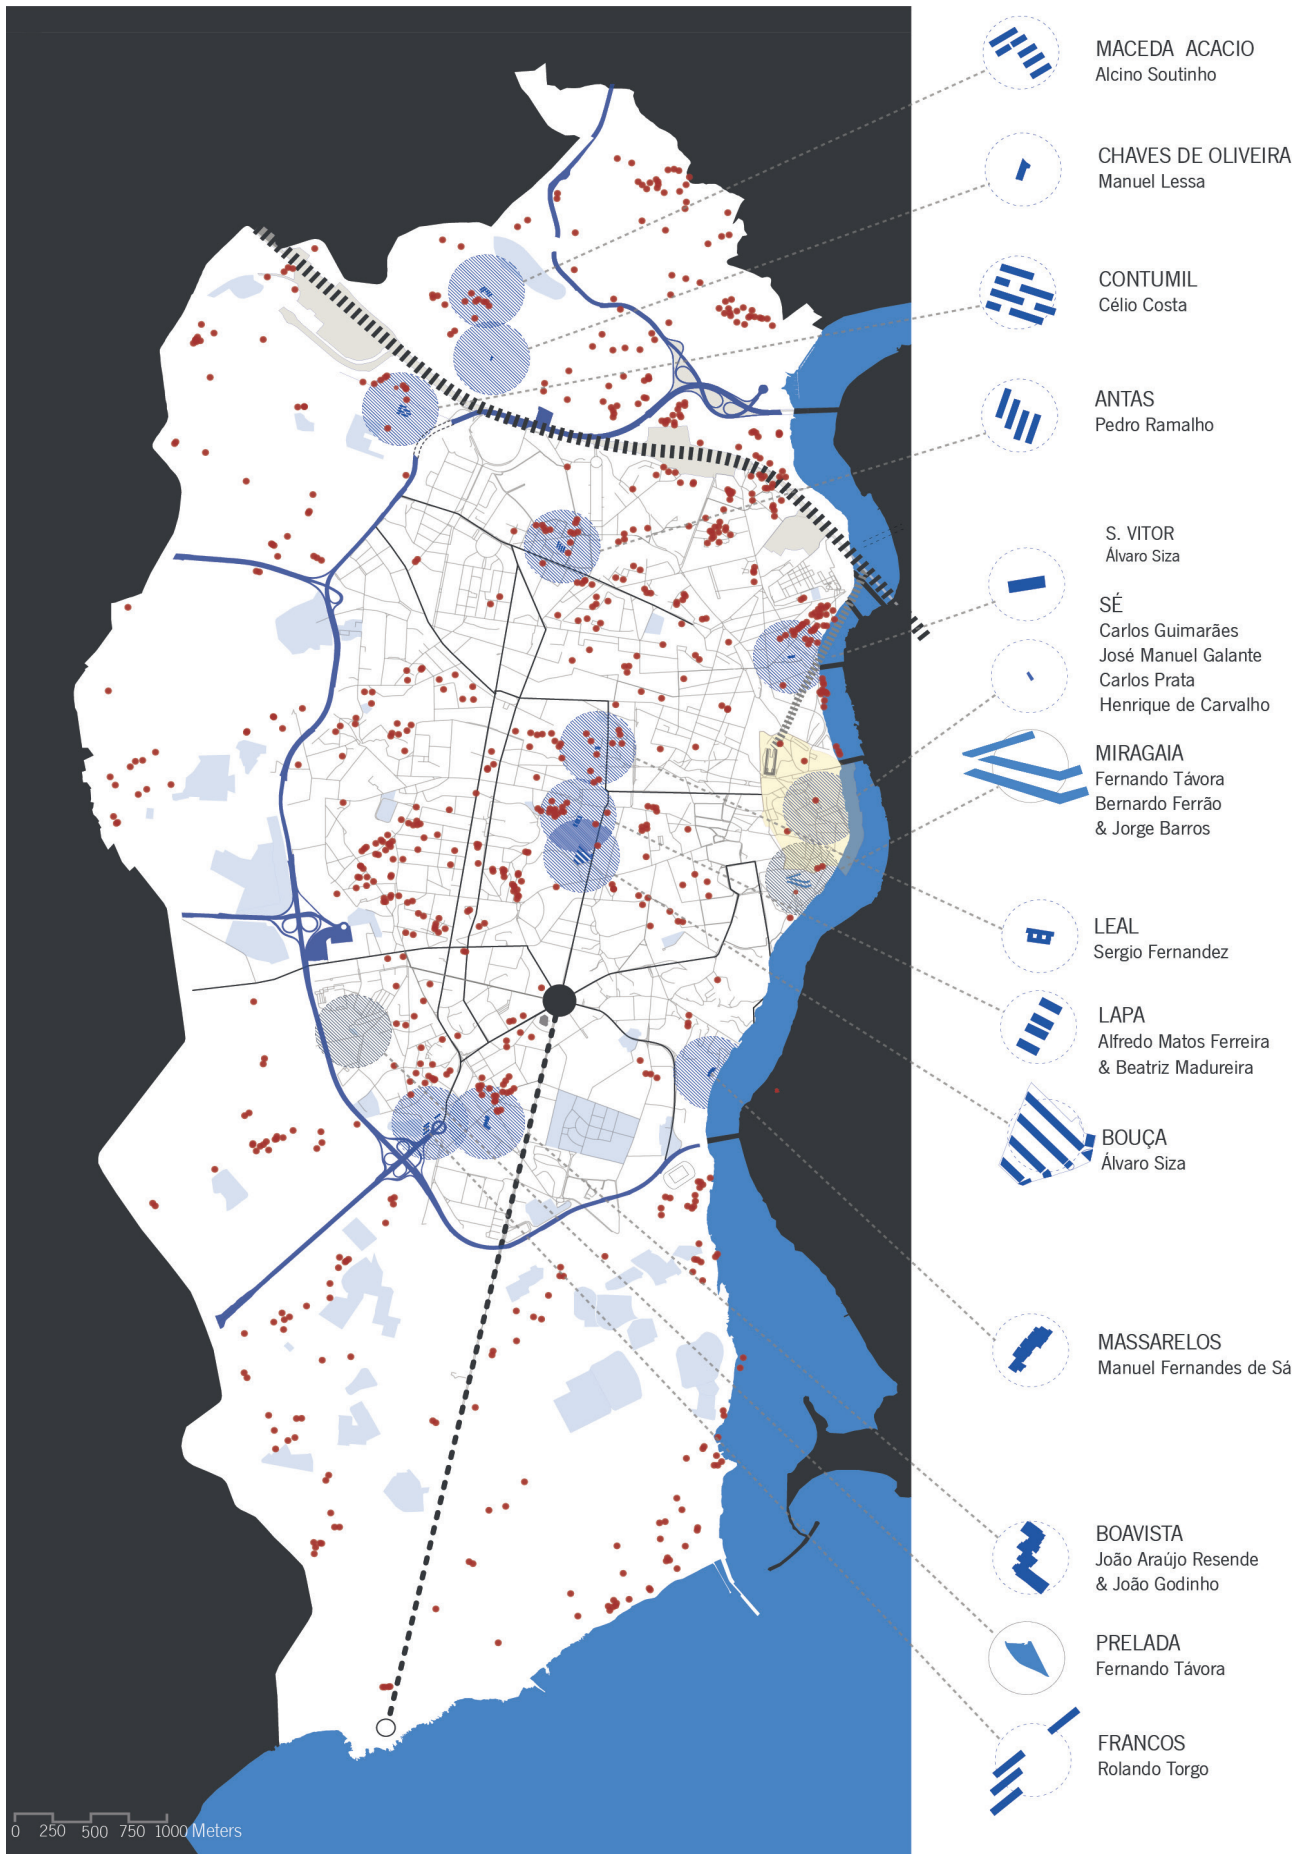 MACEDA ACACIO
Alcino Soutinho
CHAVES DE OLIVEIRA
Manuel Lessa
CONTUMIL
Célio Costa
ANTAS
Pedro Ramalho
S. VITOR
Álvaro Siza
SÉ
Carlos Guimarães
José Manuel Galante
Carlos Prata
Henrique de Carvalho
MIRAGAIA
Fernando Távora
Bernardo Ferrão
& Jorge Barros
LEAL
Sergio Fernandez
LAPA
Alfredo Matos Ferreira
& Beatriz Madureira
BOUÇA
Álvaro Siza
MASSARELOS
Manuel Fernandes de Sá
BOAVISTA
João Araújo Resende
& João Godinho
PRELADA
Fernando Távora
FRANCOS
Rolando Torgo
0 250 500 750 1000 Meters